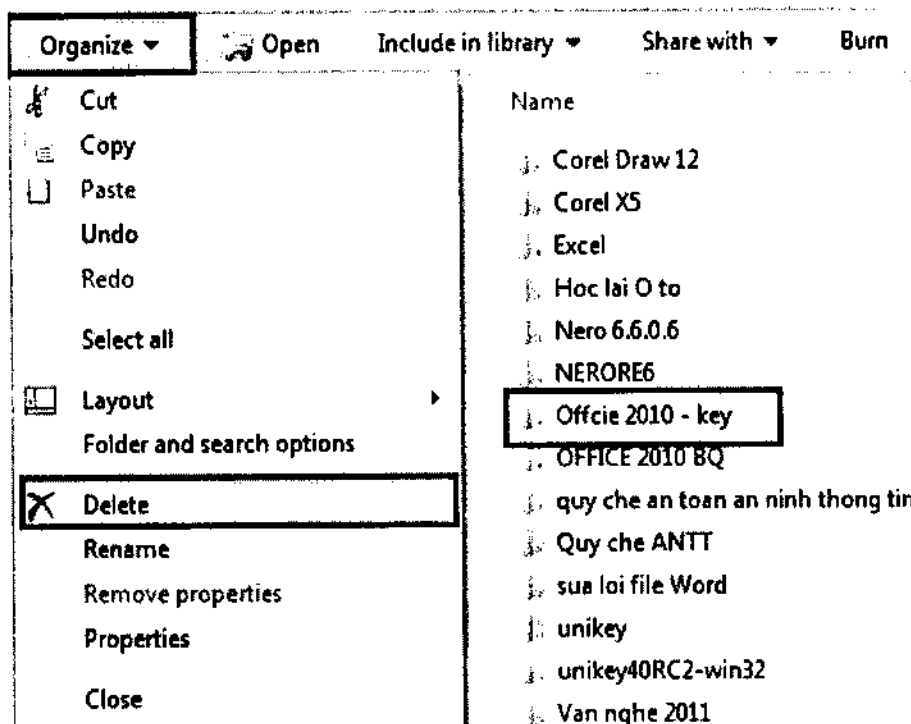 Organize Open Include in library Share with Burn
Cut
Copy
Paste
Undo
Redo
Select all
Layout
Folder and search options
Delete
Rename
Remove properties
Properties
Close
Name
Corel Draw 12
Corel X5
Excel
Hoc lai O to
Nero 6.6.0.6
NERORE6
Offcie 2010 - key
OFFICE 2010 BQ
quy che an toan an ninh thong tin
Quy che ANTT
sua loi file Word
unikey
unikey40RC2-win32
Van nghe 2011